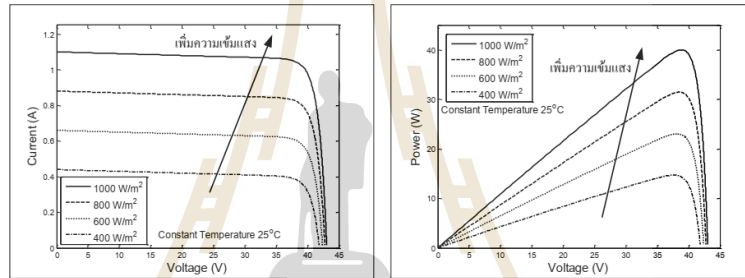 1.2
1
0.8
0.6
0.4
0.2
0
Current (A)
เพิ่มความเข้มแสง
1000 W/m²
800 W/m²
600 W/m²
400 W/m²
Constant Temperature 25°C
0 5 10 15 20 25 30 35 40 45
Voltage (V)
40
30
20
10
0
Power (W)
1000 W/m²
800 W/m²
600 W/m²
400 W/m²
เพิ่มความเข้มแสง
Constant Temperature 25°C
0 5 10 15 20 25 30 35 40 45
Voltage (V)